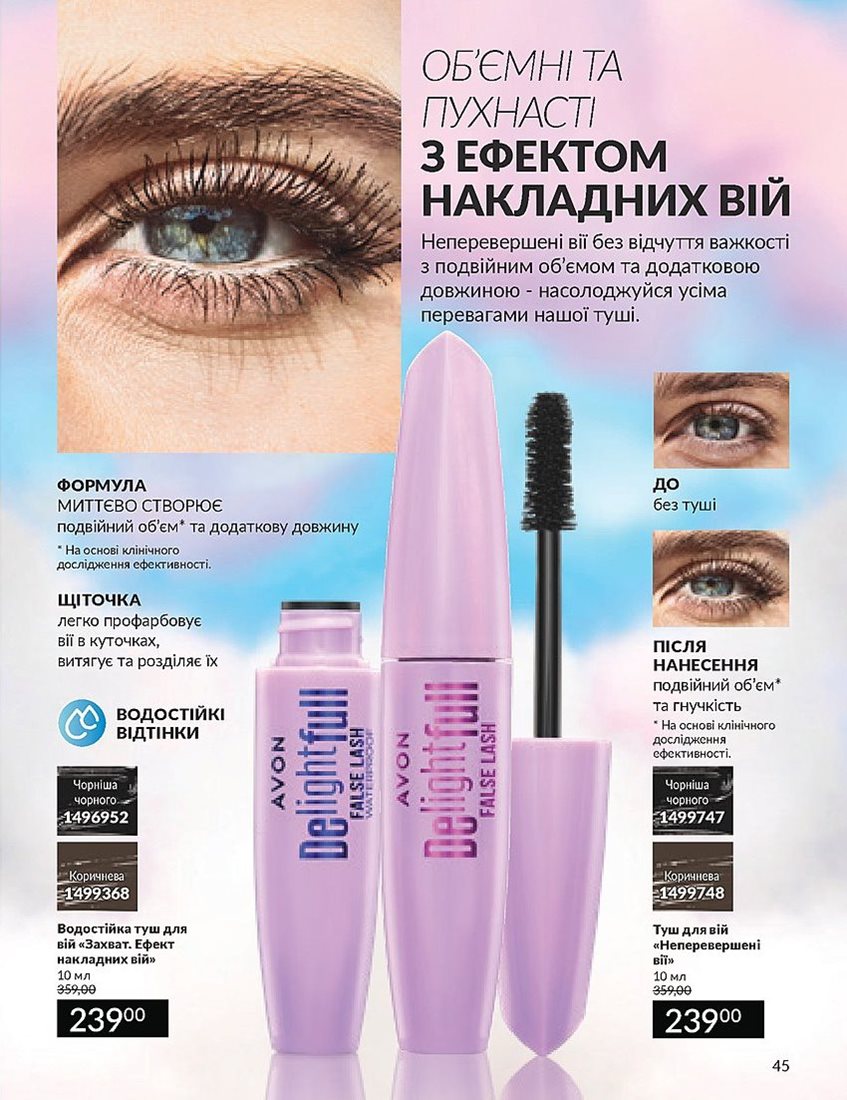 ОБ’ЄМНІ ТА
ПУХНАСТІ
З ЕФЕКТОМ
НАКЛАДНИХ ВІЙ
Неперевершені вії без відчуття важкості
з подвійним об’ємом та додатковою
довжиною - насолоджуйся усіма
перевагами нашої туші.
ФОРМУЛА
МИТТЄВО СТВОРЮЄ
подвійний об’єм* та додаткову довжину
* На основі клінічного
дослідження ефективності.
ЩІТОЧКА
легко профарбовує
вії в куточках,
витягує та розділяє їх
ВОДОСТІЙКІ
ВІДТІНКИ
Чорніша
чорного
1496952
Коричнева
1499368
Водостійка туш для
вій «Захват. Ефект
накладних вій»
10 мл
359,00
23900
AVON
Delightfull
FALSE LASH
WATERPROOF
AVON
Delightfull
FALSE LASH
ДО
без туші
ПІСЛЯ
НАНЕСЕННЯ
подвійний об’єм*
та гнучкість
* На основі клінічного
дослідження
ефективності.
Чорніша
чорного
1499747
Коричнева
1499748
Туш для вій
«Неперевершені
вії»
10 мл
359,00
23900
45